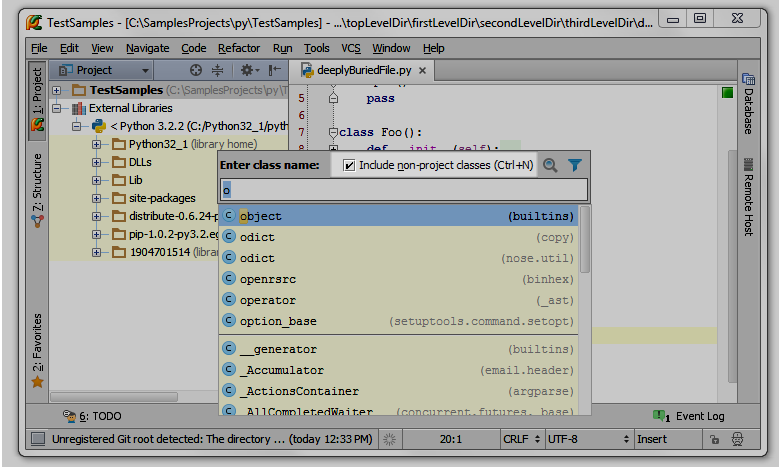 TestSamples - [C:\SamplesProjects\py\TestSamples] - ...\topLevelDir\firstLevelDir\secondLevelDir\thirdLevelDir\d...
File Edit View Navigate Code Refactor Run Tools VCS Window Help
1: Project
Project
deeplyBuriedFile.py
TestSamples (C:\SamplesProjects\py\T
External Libraries
< Python 3.2.2 (C:/Python32_1/pyth
Python32_1 (library home)
DLLs
Lib
site-packages
distribute-0.6.24-p
pip-1.0.2-py3.2.eg
1904701514 (librar
7: Structure
2: Favorites
5 pass
6
7 class Foo():
8 def __init__(self):
Database
Remote Host
Enter class name: Include non-project classes (Ctrl+N)
o
object (builtins)
odict (copy)
odict (nose.util)
openrsrc (binhex)
operator (_ast)
option_base (setuptools.command.setopt)
__generator (builtins)
_Accumulator (email.header)
_ActionsContainer (argparse)
_AllCompletedWaiter (concurrent.futures._base)
6: TODO
1 Event Log
Unregistered Git root detected: The directory ... (today 12:33 PM) 20:1 CRLF UTF-8 Insert